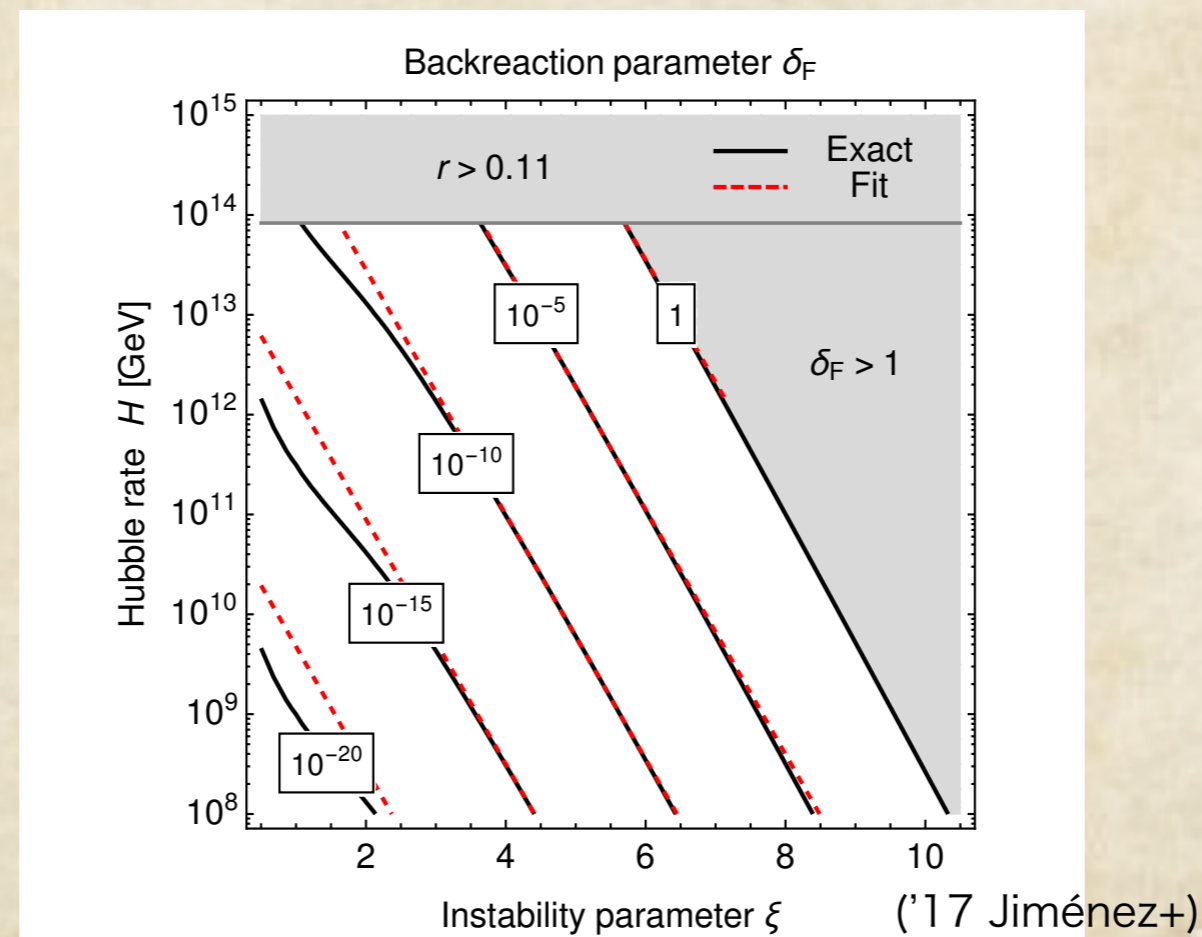 Backreaction parameter δ_F
10^15
10^14
10^13
10^12
10^11
10^10
10^9
10^8
Hubble rate H [GeV]
r > 0.11
Exact
Fit
10^−5
1
δ_F > 1
10^−10
10^−15
10^−20
2 4 6 8 10
Instability parameter ξ
('17 Jiménez+)